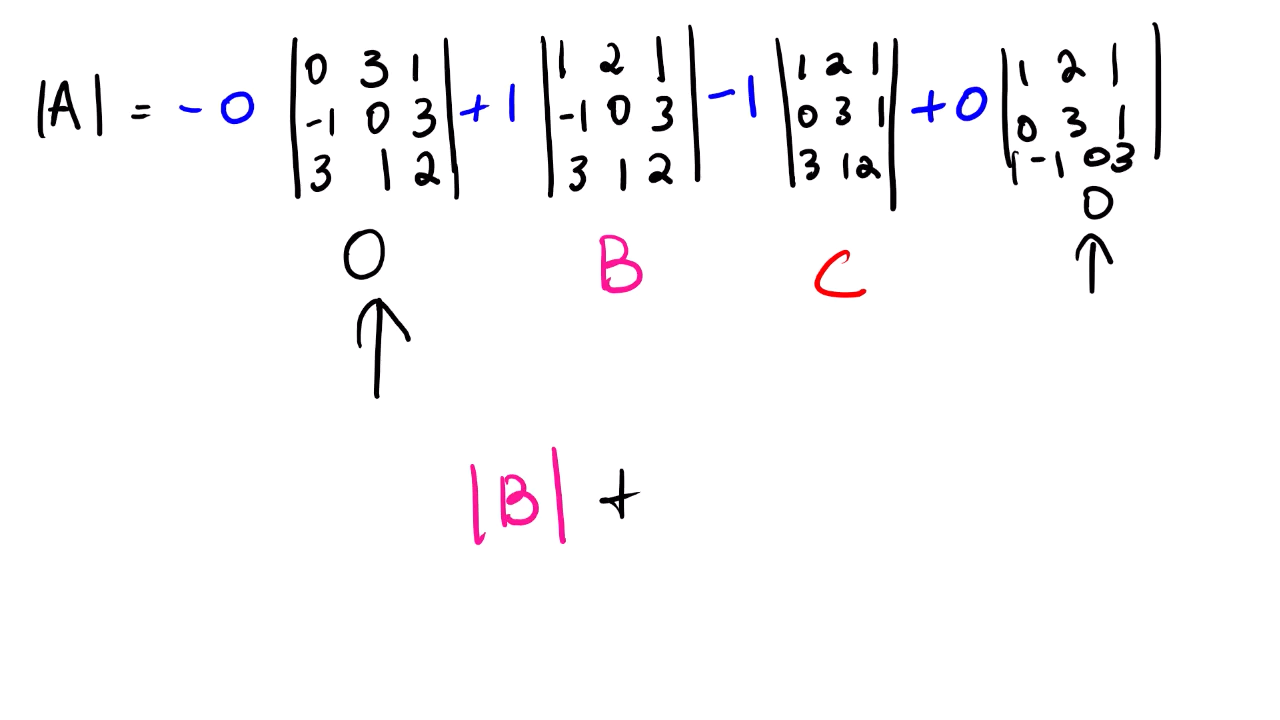 |A| = -0 |0 3 1| +1 |1 2 1| -1 |1 2 1| +0 |1 2 1|
|-1 0 3| |-1 0 3| |0 3 1| |0 3 1|
|3 1 2| |3 1 2| |3 1 2| |-1 0 3|
0 B C 0
↑ ↑
|B| +